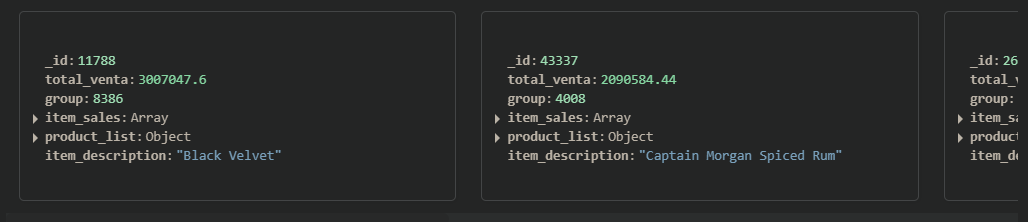 _id: 11788
total_venta: 3007047.6
group: 8386
item_sales: Array
product_list: Object
item_description: "Black Velvet"
_id: 43337
total_venta: 2090584.44
group: 4008
item_sales: Array
product_list: Object
item_description: "Captain Morgan Spiced Rum"
_id: 26
group: